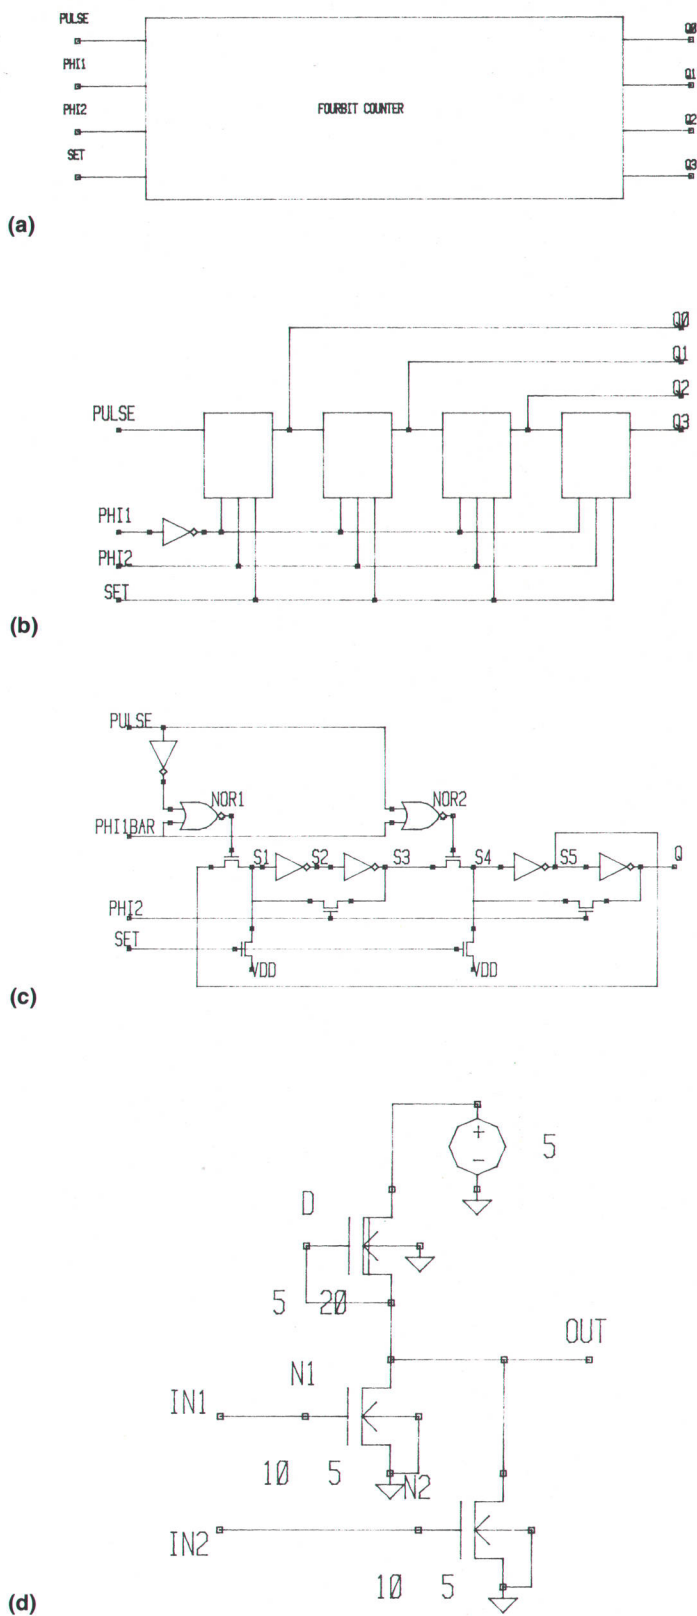 PULSE
Q0
PHI1
Q1
PHI2
FOURBIT COUNTER
Q2
SET
Q3
(a)
Q0
Q1
Q2
PULSE
Q3
PHI1
PHI2
SET
(b)
PULSE
NOR1
NOR2
PHI1BAR
S1
S2
S3
S4
S5
Q
PHI2
SET
VDD
VDD
(c)
+
5
−
D
5 20
OUT
N1
IN1
10 5
N2
IN2
10 5
(d)